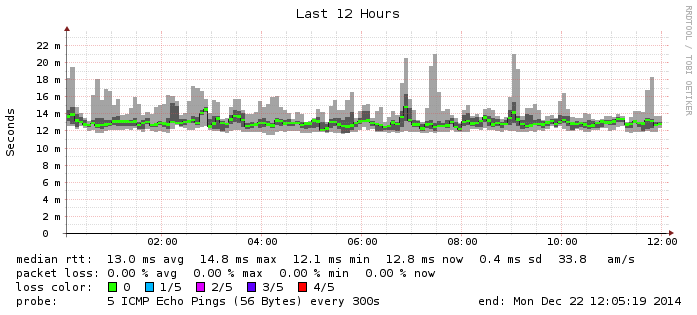 Last 12 Hours
RRDTOOL / TOBI OETIKER
Seconds
22 m
20 m
18 m
16 m
14 m
12 m
10 m
8 m
6 m
4 m
2 m
0
02:00 04:00 06:00 08:00 10:00 12:00
median rtt: 13.0 ms avg 14.8 ms max 12.1 ms min 12.8 ms now 0.4 ms sd 33.8 am/s
packet loss: 0.00 % avg 0.00 % max 0.00 % min 0.00 % now
loss color: 0 1/5 2/5 3/5 4/5
probe: 5 ICMP Echo Pings (56 Bytes) every 300s end: Mon Dec 22 12:05:19 2014